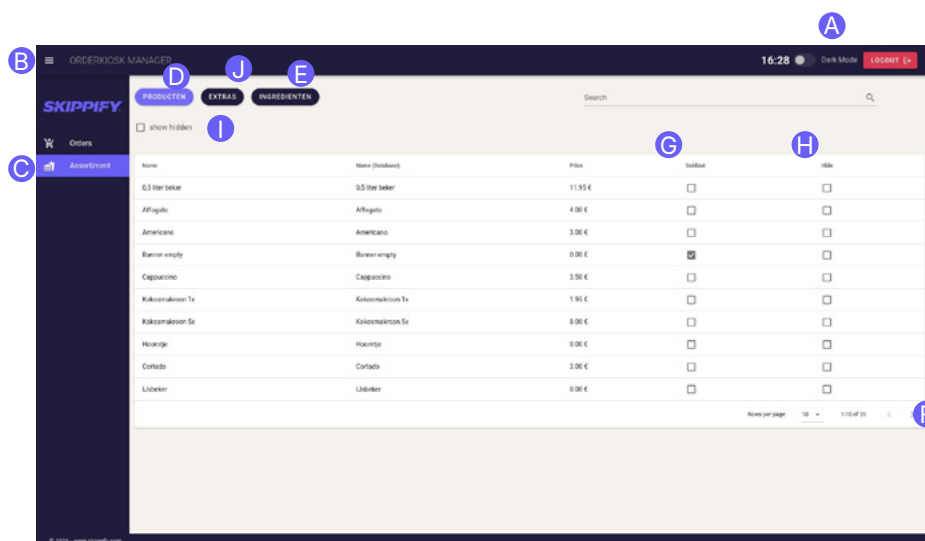 A
B ORDERKIOSK MANAGER 16:28 Dark Mode LOGOUT
D J E
PRODUCTEN EXTRAS INGREDIENTEN Search
SKIPPIFY.
show hidden I
Orders G H
C Assortiment Name Name (Database) Price Soldout Hide
0,5 liter beker 0,5 liter beker 11.95 €
Affogato Affogato 4.00 €
Americano Americano 3.00 €
Banner empty Banner empty 0.00 €
Cappuccino Cappuccino 3.50 €
Kokosmakroon 1x Kokosmakroon 1x 1.95 €
Kokosmakroon 5x Kokosmakroon 5x 8.00 €
Hoorntje Hoorntje 0.00 €
Cortado Cortado 3.00 €
IJsbeker IJsbeker 0.00 €
Rows per page: 10 1-10 of 35